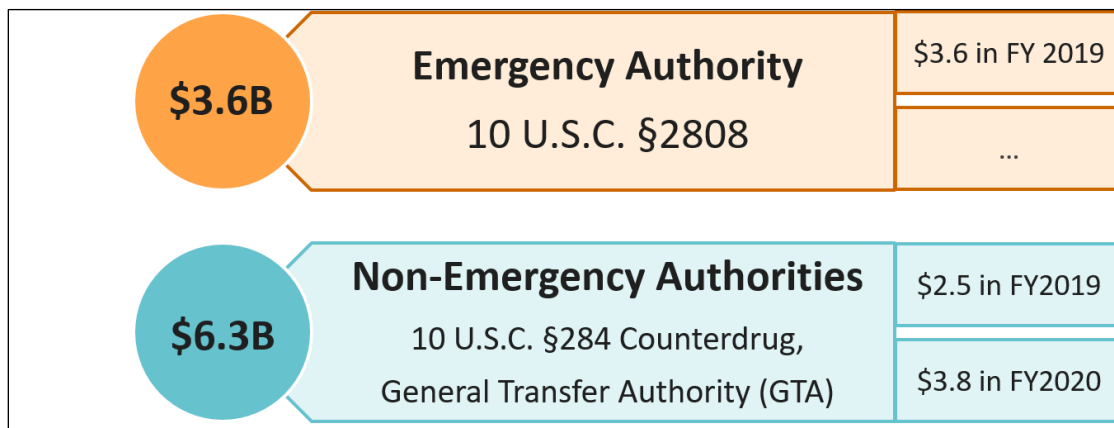 $3.6B
Emergency Authority
10 U.S.C. §2808
$3.6 in FY 2019
...
$6.3B
Non-Emergency Authorities
10 U.S.C. §284 Counterdrug,
General Transfer Authority (GTA)
$2.5 in FY2019
$3.8 in FY2020